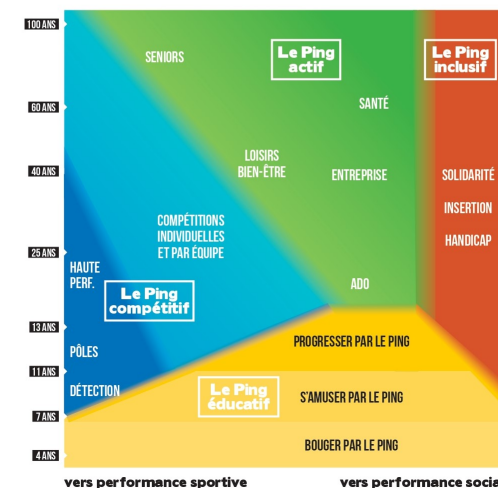 100 ANS
SENIORS
Le Ping
actif
Le Ping
inclusif
60 ANS
SANTÉ
LOISIRS
BIEN-ÊTRE
40 ANS
ENTREPRISE
SOLIDARITÉ
INSERTION
HANDICAP
COMPÉTITIONS
INDIVIDUELLES
ET PAR ÉQUIPE
25 ANS
HAUTE
PERF.
Le Ping
compétitif
ADO
13 ANS
PROGRESSER PAR LE PING
PÔLES
11 ANS
DÉTECTION
Le Ping
éducatif
S'AMUSER PAR LE PING
7 ANS
BOUGER PAR LE PING
4 ANS
vers performance sportive
vers performance socia